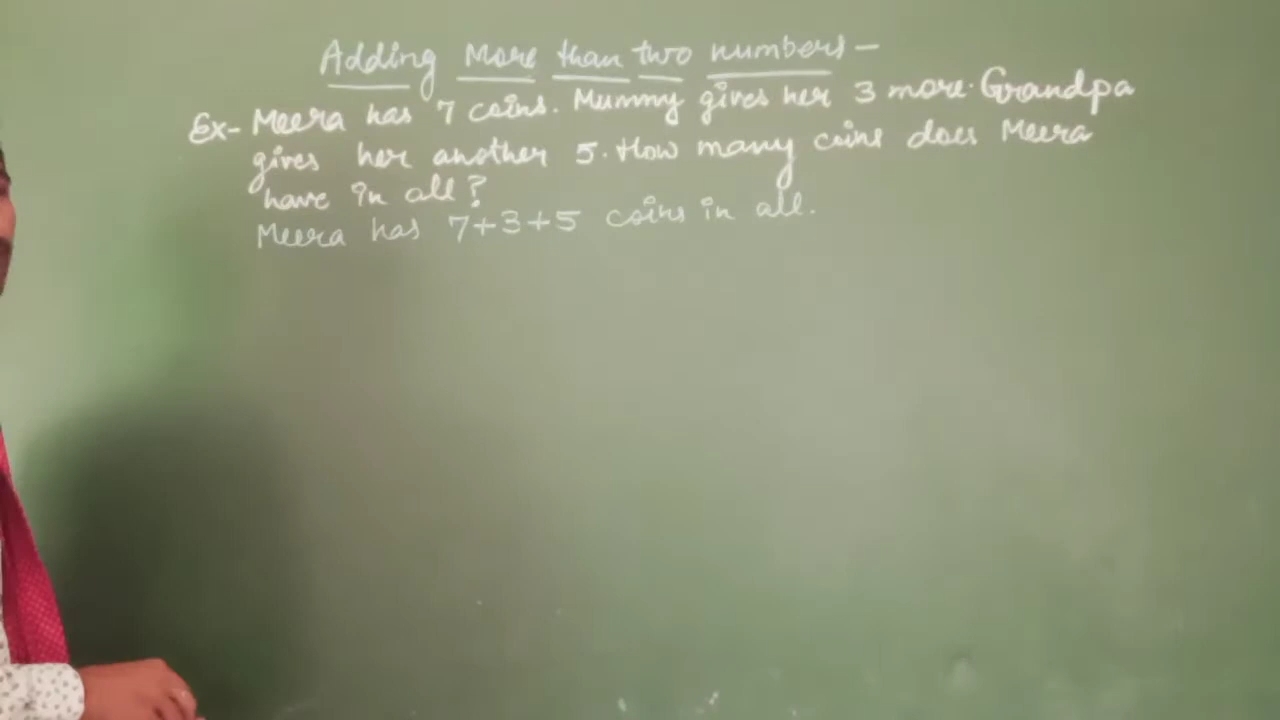 Adding More than two numbers-
Ex- Meera has 7 coins. Mummy gives her 3 more. Grandpa
gives her another 5. How many coins does Meera
have in all?
Meera has 7+3+5 coins in all.